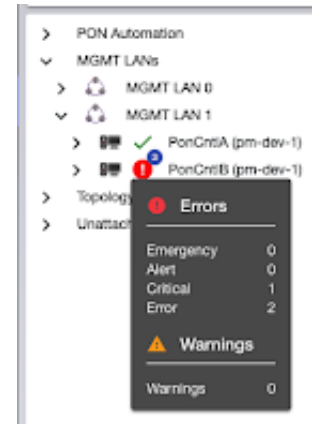 PON Automation
MGMT LANs
MGMT LAN 0
MGMT LAN 1
PonCntlA (pm-dev-1)
3
PonCntlB (pm-dev-1)
Topology
Unattach
Errors
Emergency 0
Alert 0
Critical 1
Error 2
Warnings
Warnings 0